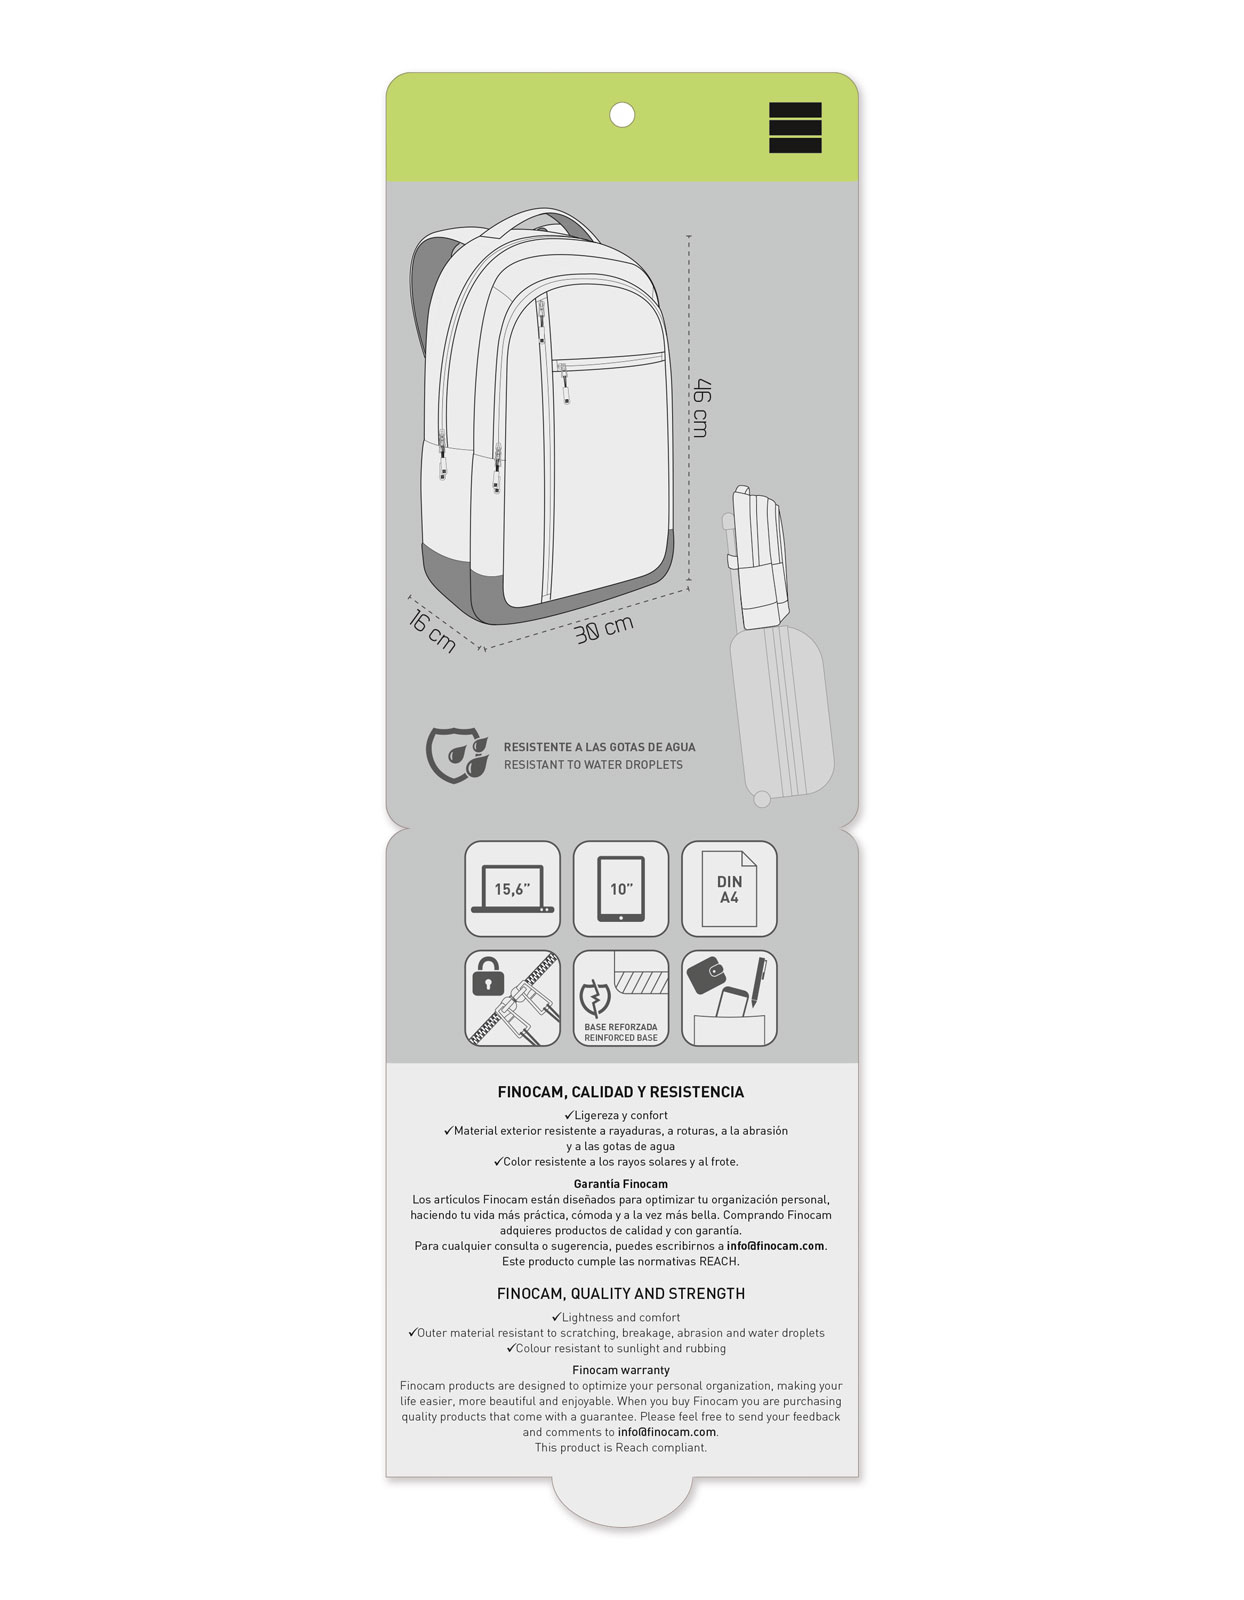 46 cm
16 cm
30 cm
RESISTENTE A LAS GOTAS DE AGUA
RESISTANT TO WATER DROPLETS
15,6”
10”
DIN
A4
BASE REFORZADA
REINFORCED BASE
FINOCAM, CALIDAD Y RESISTENCIA
✓Ligereza y confort
✓Material exterior resistente a rayaduras, a roturas, a la abrasión
y a las gotas de agua
✓Color resistente a los rayos solares y al frote.
Garantía Finocam
Los artículos Finocam están diseñados para optimizar tu organización personal,
haciendo tu vida más práctica, cómoda y a la vez más bella. Comprando Finocam
adquieres productos de calidad y con garantía.
Para cualquier consulta o sugerencia, puedes escribirnos a info@finocam.com.
Este producto cumple las normativas REACH.
FINOCAM, QUALITY AND STRENGTH
✓Lightness and comfort
✓Outer material resistant to scratching, breakage, abrasion and water droplets
✓Colour resistant to sunlight and rubbing
Finocam warranty
Finocam products are designed to optimize your personal organization, making your
life easier, more beautiful and enjoyable. When you buy Finocam you are purchasing
quality products that come with a guarantee. Please feel free to send your feedback
and comments to info@finocam.com.
This product is Reach compliant.